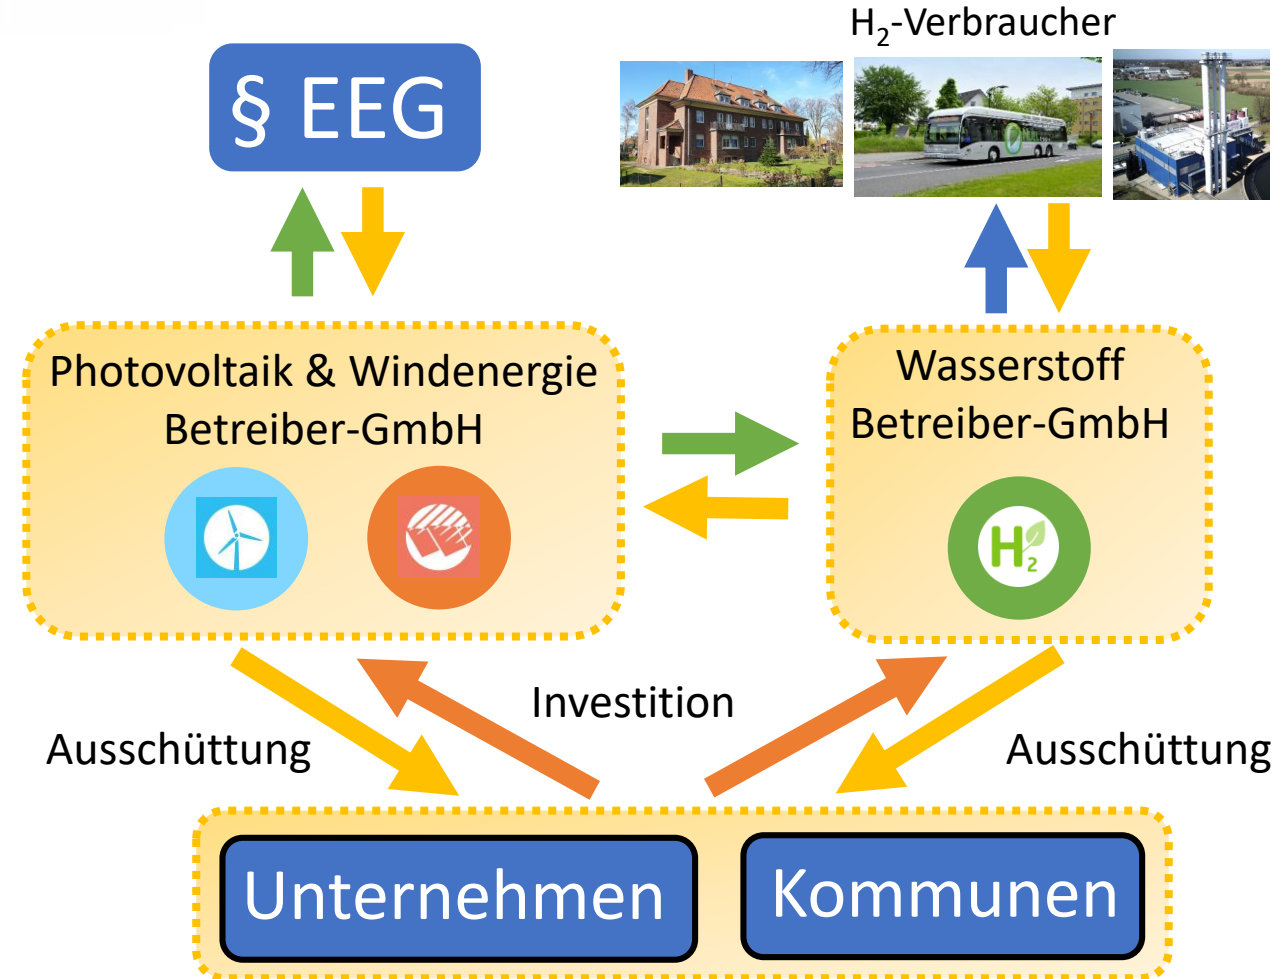 H₂-Verbraucher
§ EEG
Photovoltaik & Windenergie
Betreiber-GmbH
Wasserstoff
Betreiber-GmbH
H₂
Investition
Ausschüttung
Ausschüttung
Unternehmen
Kommunen